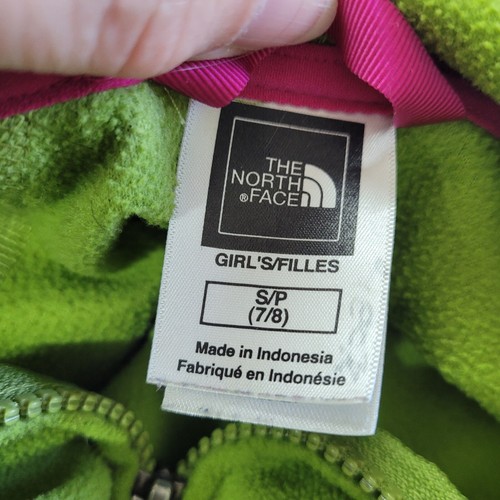 THE
NORTH
®FACE
GIRL'S/FILLES
S/P
(7/8)
Made in Indonesia
Fabriqué en Indonésie